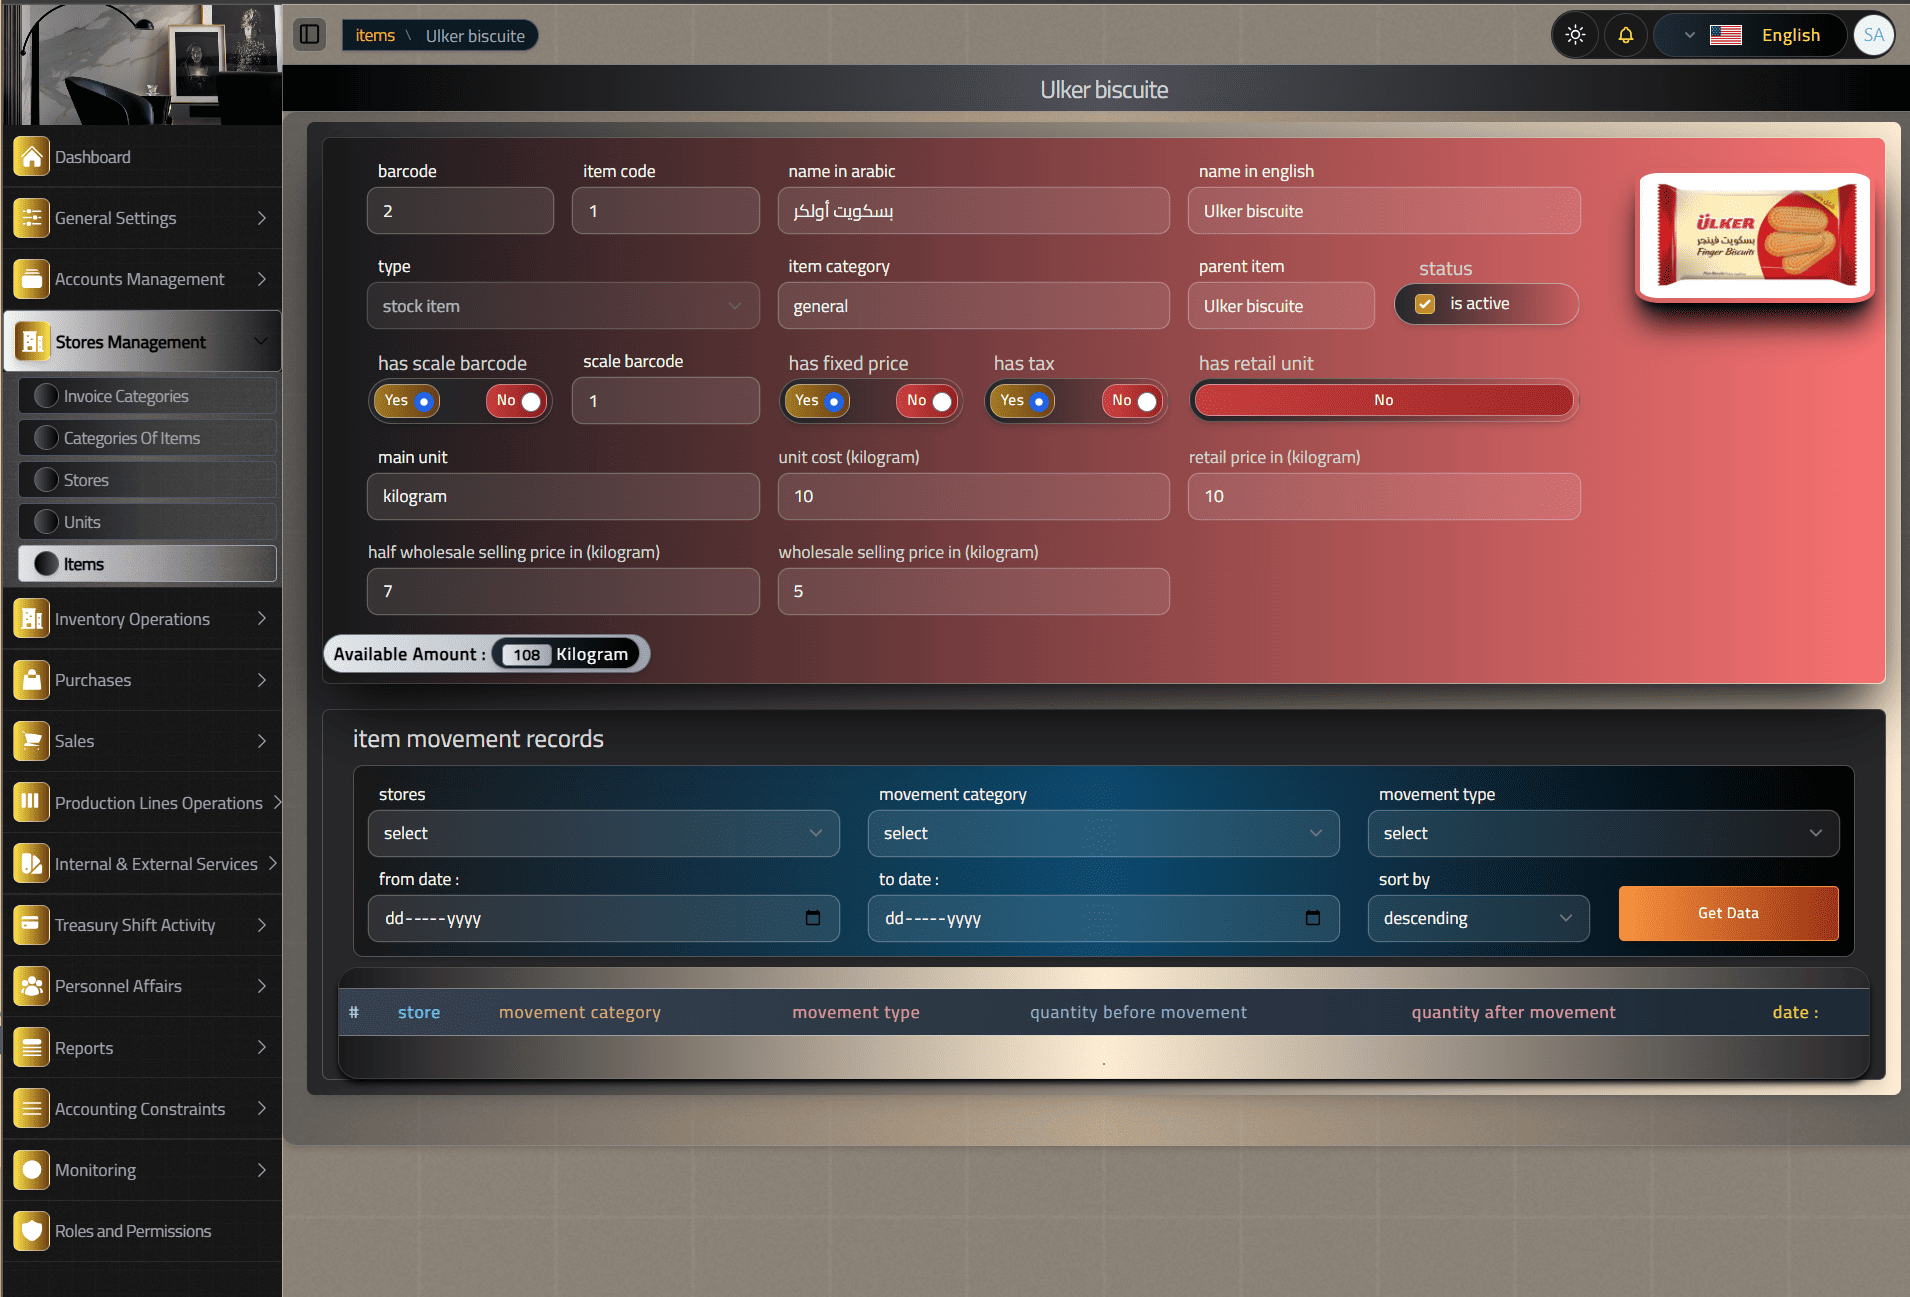 items \ Ulker biscuite
English
SA
Ulker biscuite
Dashboard
General Settings
Accounts Management
Stores Management
Invoice Categories
Categories Of Items
Stores
Units
Items
Inventory Operations
Purchases
Sales
Production Lines Operations
Internal & External Services
Treasury Shift Activity
Personnel Affairs
Reports
Accounting Constraints
Monitoring
Roles and Permissions
barcode item code name in arabic name in english
2 1 بسكويت أولكر Ulker biscuite
ÜLKER
بسكويت فينجر
Finger Biscuits
type item category parent item status
stock item general Ulker biscuite is active
has scale barcode scale barcode has fixed price has tax has retail unit
Yes No 1 Yes No Yes No No
main unit unit cost (kilogram) retail price in (kilogram)
kilogram 10 10
half wholesale selling price in (kilogram) wholesale selling price in (kilogram)
7 5
Available Amount : 108 Kilogram
item movement records
stores movement category movement type
select select select
from date : to date : sort by
dd-----yyyy dd-----yyyy descending Get Data
# store movement category movement type quantity before movement quantity after movement date :
.